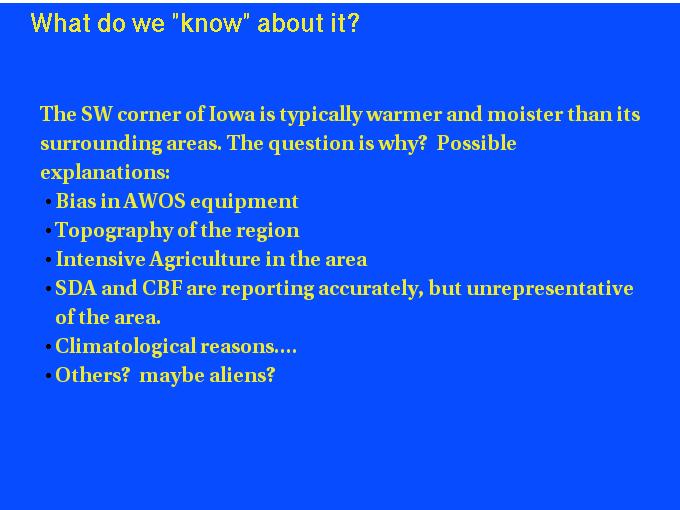 What do we "know" about it?
The SW corner of Iowa is typically warmer and moister than its
surrounding areas. The question is why?  Possible
explanations:
• Bias in AWOS equipment
• Topography of the region
• Intensive Agriculture in the area
• SDA and CBF are reporting accurately, but unrepresentative
of the area.
• Climatological reasons....
• Others?  maybe aliens?